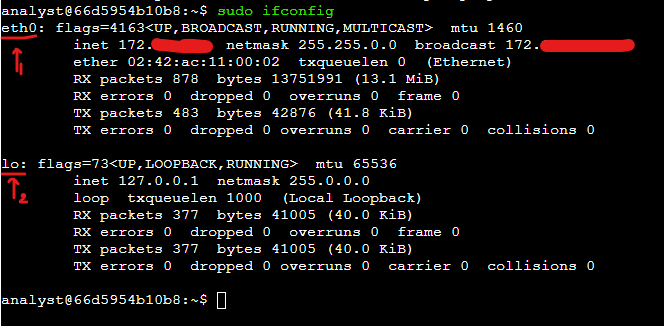 analyst@66d5954b10b8:~$ sudo ifconfig
eth0: flags=4163<UP,BROADCAST,RUNNING,MULTICAST>  mtu 1460
1
inet 172.  netmask 255.255.0.0  broadcast 172.
ether 02:42:ac:11:00:02  txqueuelen 0  (Ethernet)
RX packets 878  bytes 13751991 (13.1 MiB)
RX errors 0  dropped 0  overruns 0  frame 0
TX packets 483  bytes 42876 (41.8 KiB)
TX errors 0  dropped 0 overruns 0  carrier 0  collisions 0
lo: flags=73<UP,LOOPBACK,RUNNING>  mtu 65536
2
inet 127.0.0.1  netmask 255.0.0.0
loop  txqueuelen 1000  (Local Loopback)
RX packets 377  bytes 41005 (40.0 KiB)
RX errors 0  dropped 0  overruns 0  frame 0
TX packets 377  bytes 41005 (40.0 KiB)
TX errors 0  dropped 0 overruns 0  carrier 0  collisions 0
analyst@66d5954b10b8:~$